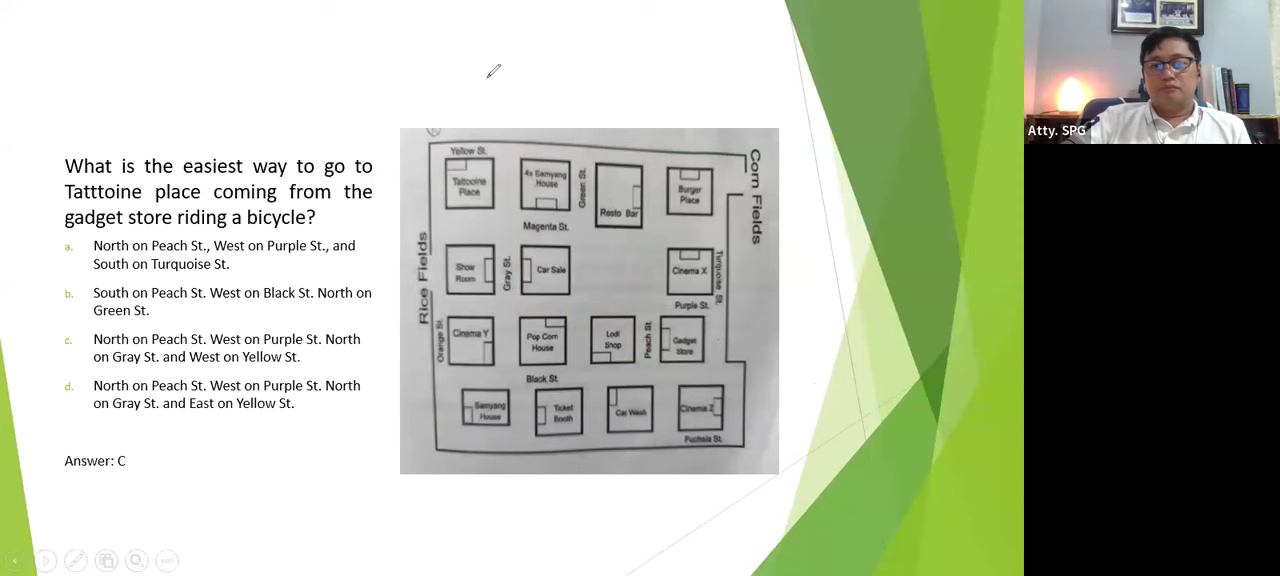 What is the easiest way to go to
Tatttoine place coming from the
gadget store riding a bicycle?
a. North on Peach St., West on Purple St., and
South on Turquoise St.
b. South on Peach St. West on Black St. North on
Green St.
c. North on Peach St. West on Purple St. North
on Gray St. and West on Yellow St.
d. North on Peach St. West on Purple St. North
on Gray St. and East on Yellow St.
Answer: C
Yellow St.
Tattooine
Place
4s Samyang
House
Green St.
Resto Bar
Burger
Place
Corn Fields
Magenta St.
Rice Fields
Show
Room
Gray St.
Car Sale
Cinema X
Turquoise St.
Purple St.
Orange St.
Cinema Y
Pop Corn
House
Lodi
Shop
Peach St.
Gadget
Store
Black St.
Samyang
House
Ticket
Booth
Car Wash
Cinema Z
Fuchsia St.
Atty. SPG